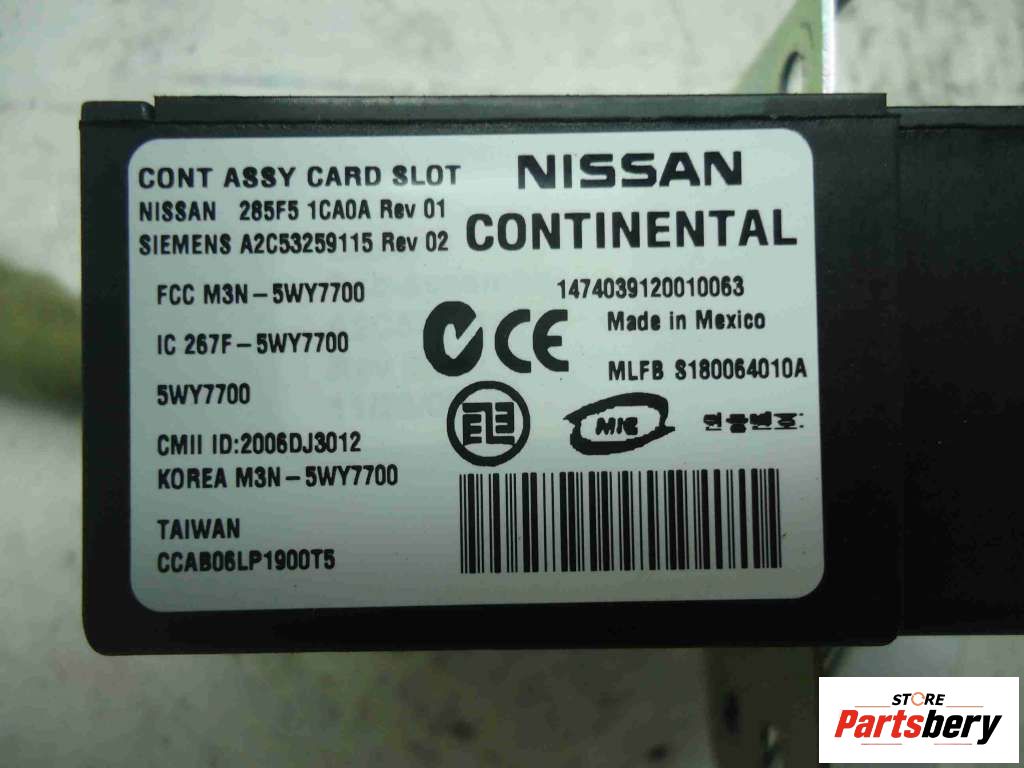 CONT ASSY CARD SLOT
NISSAN 285F5 1CA0A Rev 01
SIEMENS A2C53259115 Rev 02
NISSAN
CONTINENTAL
FCC M3N-5WY7700
IC 267F-5WY7700
5WY7700
CMII ID:2006DJ3012
KOREA M3N-5WY7700
TAIWAN
CCAB06LP1900T5
1474039120010063
Made in Mexico
CE
MLFB S180064010A
MIC
STORE
Partsbery